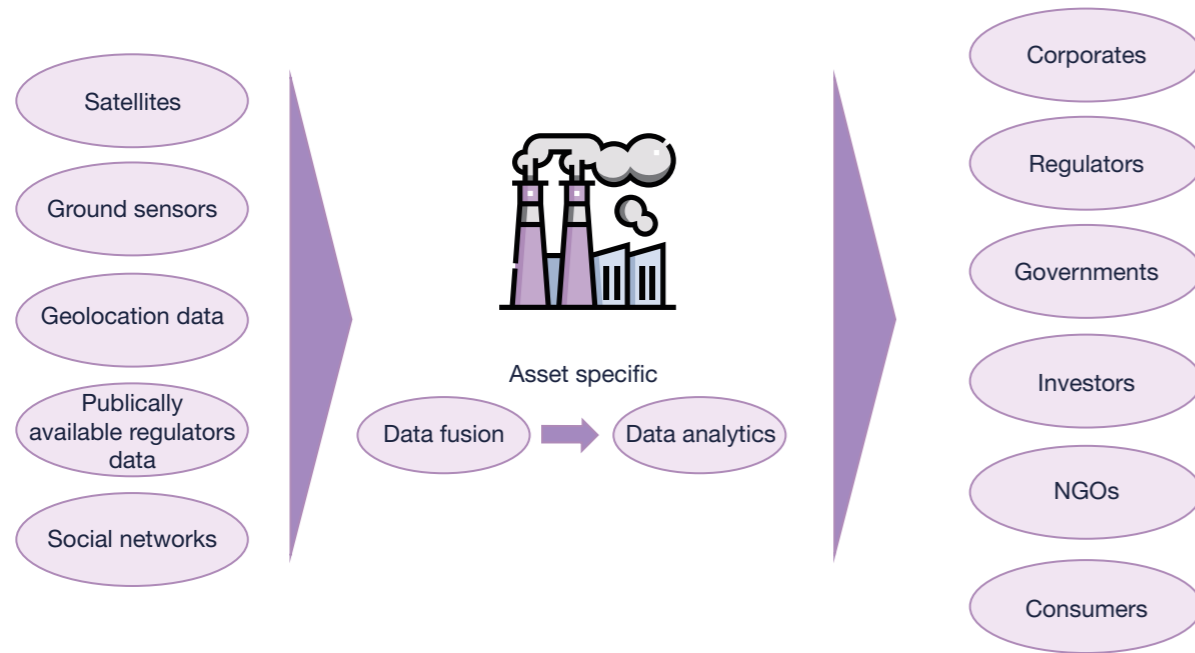 Satellites
Ground sensors
Geolocation data
Publically
available regulators
data
Social networks
Asset specific
Data fusion
Data analytics
Corporates
Regulators
Governments
Investors
NGOs
Consumers